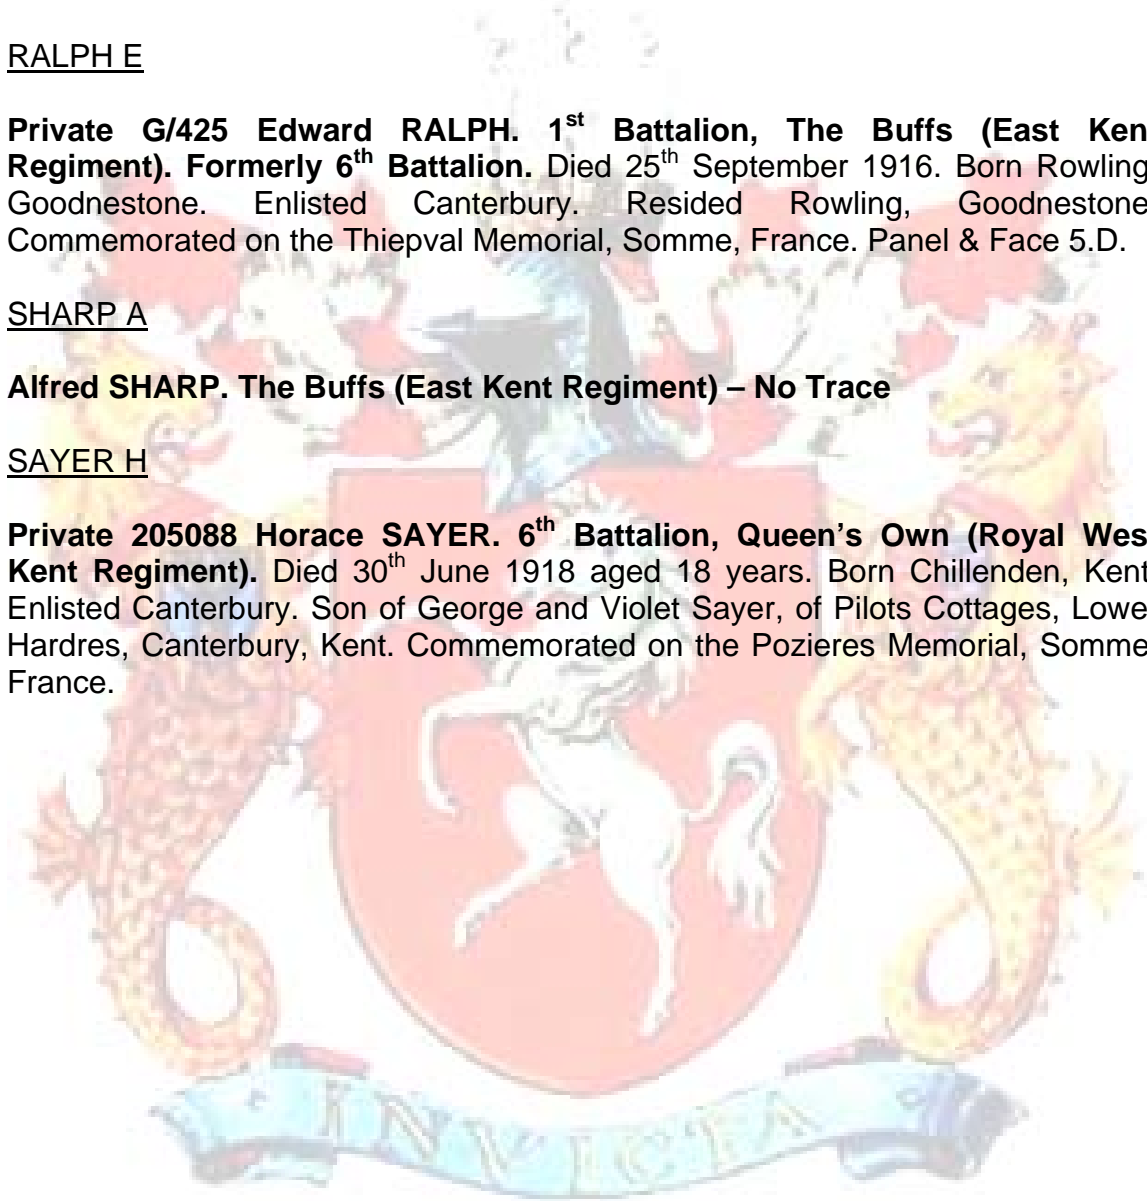 RALPH E
Private G/425 Edward RALPH. 1st Battalion, The Buffs (East Ken
Regiment). Formerly 6th Battalion. Died 25th September 1916. Born Rowling
Goodnestone. Enlisted Canterbury. Resided Rowling, Goodnestone
Commemorated on the Thiepval Memorial, Somme, France. Panel & Face 5.D.
SHARP A
Alfred SHARP. The Buffs (East Kent Regiment) – No Trace
SAYER H
Private 205088 Horace SAYER. 6th Battalion, Queen’s Own (Royal Wes
Kent Regiment). Died 30th June 1918 aged 18 years. Born Chillenden, Kent
Enlisted Canterbury. Son of George and Violet Sayer, of Pilots Cottages, Lowe
Hardres, Canterbury, Kent. Commemorated on the Pozieres Memorial, Somme
France.
INVICTA